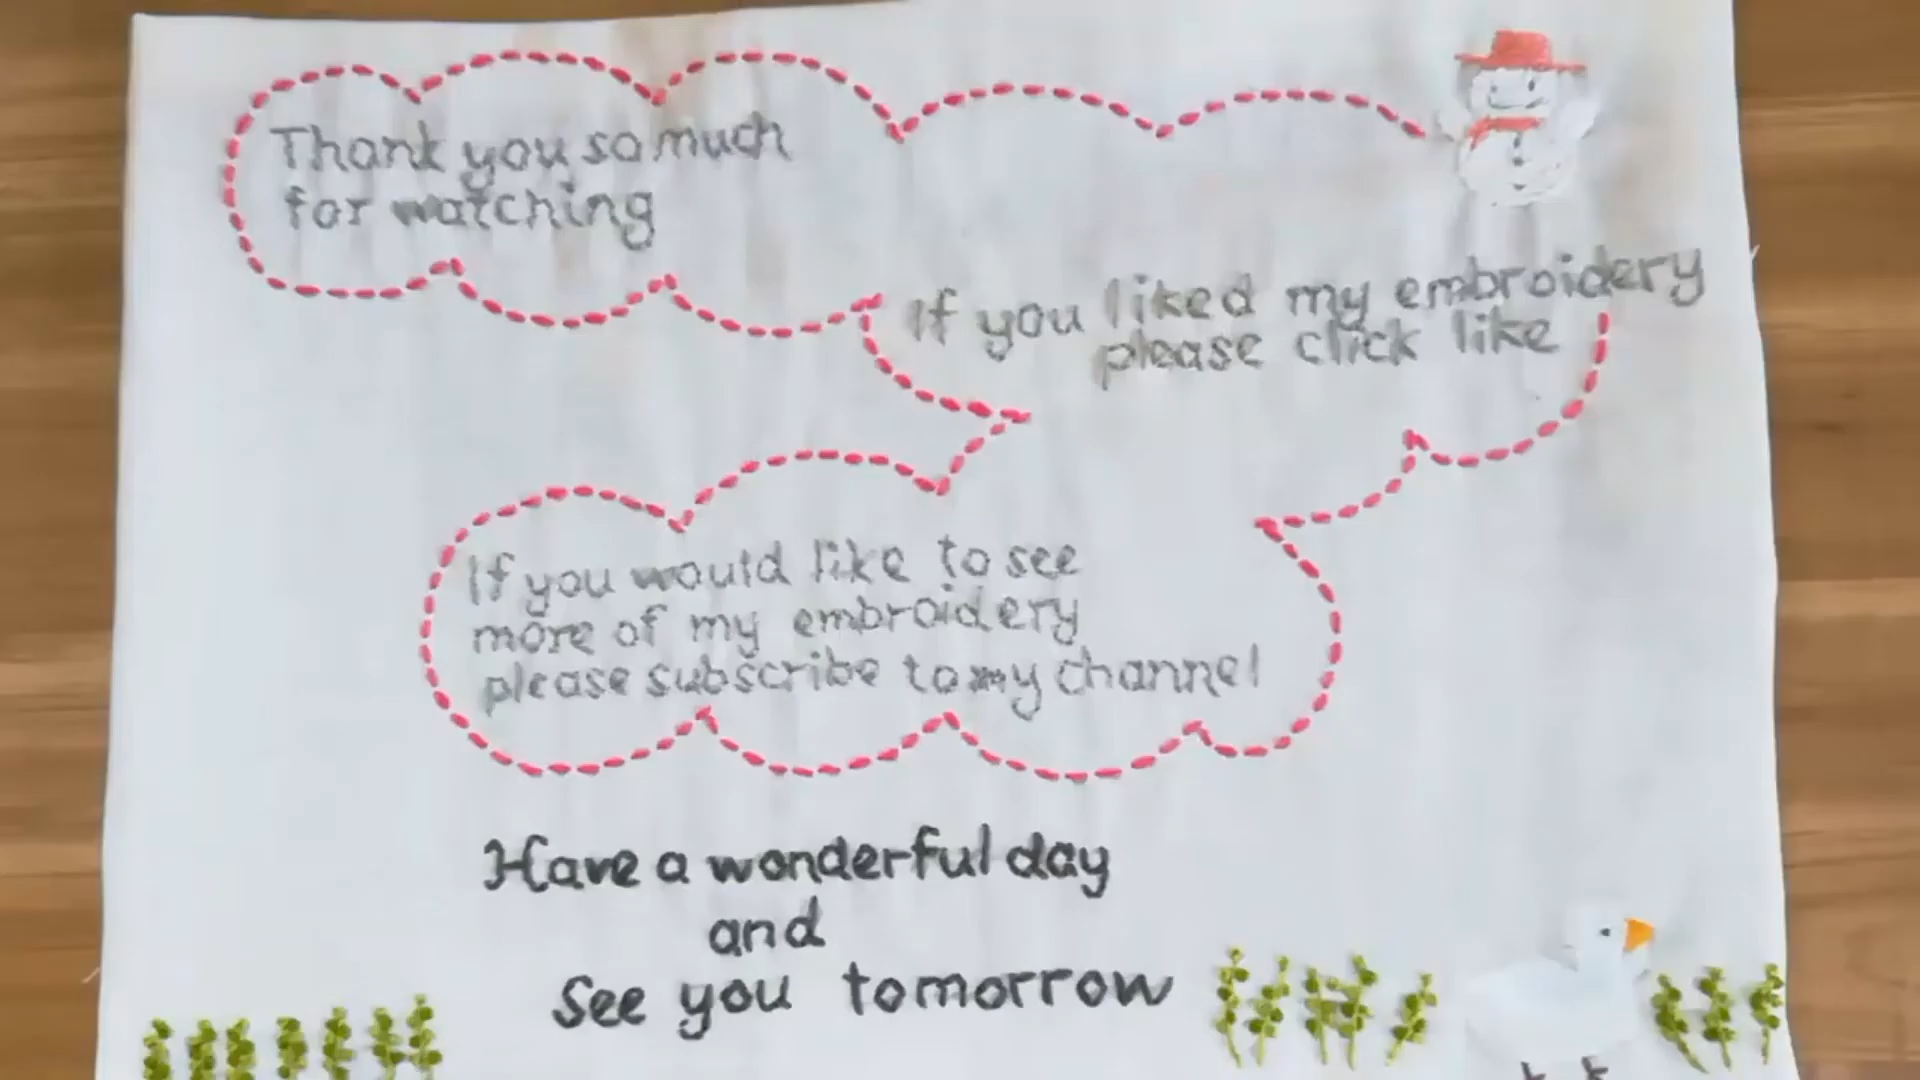 Thank you so much
for watching
If you liked my embroidery
please click like
If you would like to see
more of my embroidery
please subscribe to my channel
Have a wonderful day
and
See you tomorrow